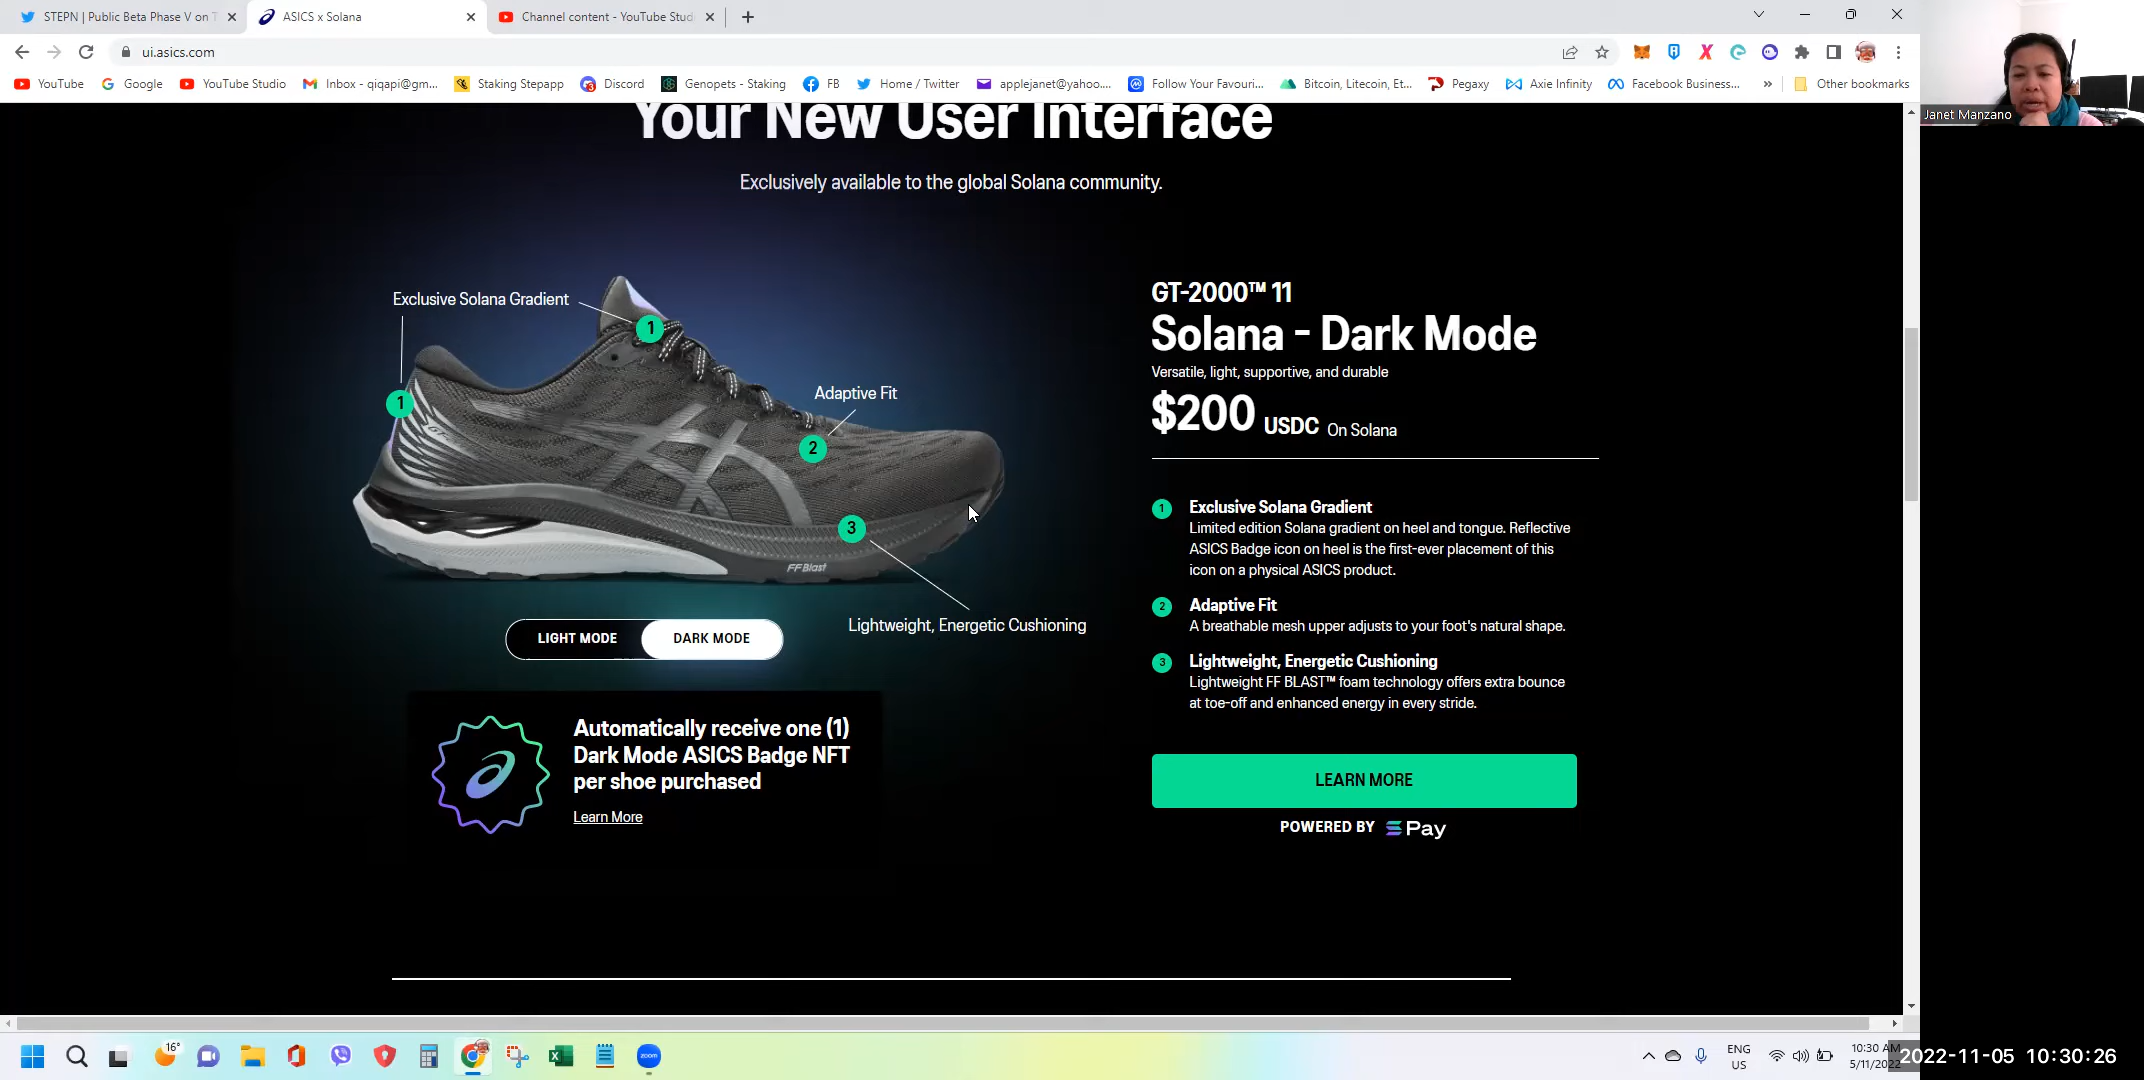 STEPN | Public Beta Phase V on T
ASICS x Solana
Channel content - YouTube Stud
ui.asics.com
YouTube
Google
YouTube Studio
Inbox - qiqapi@gm...
Staking Stepapp
Discord
Genopets - Staking
FB
Home / Twitter
applejanet@yahoo....
Follow Your Favouri...
Bitcoin, Litecoin, Et...
Pegaxy
Axie Infinity
Facebook Business...
Other bookmarks
Janet Manzano
Your New User Interface
Exclusively available to the global Solana community.
Exclusive Solana Gradient
1
1
Adaptive Fit
2
3
FF Blast
Lightweight, Energetic Cushioning
LIGHT MODE
DARK MODE
Automatically receive one (1)
Dark Mode ASICS Badge NFT
per shoe purchased
Learn More
GT-2000™ 11
Solana - Dark Mode
Versatile, light, supportive, and durable
$200 USDC On Solana
1 Exclusive Solana Gradient
Limited edition Solana gradient on heel and tongue. Reflective
ASICS Badge icon on heel is the first-ever placement of this
icon on a physical ASICS product.
2 Adaptive Fit
A breathable mesh upper adjusts to your foot's natural shape.
3 Lightweight, Energetic Cushioning
Lightweight FF BLAST™ foam technology offers extra bounce
at toe-off and enhanced energy in every stride.
LEARN MORE
POWERED BY Pay
16°
zoom
ENG
US
10:30 AM
5/11/2022
2022-11-05 10:30:26